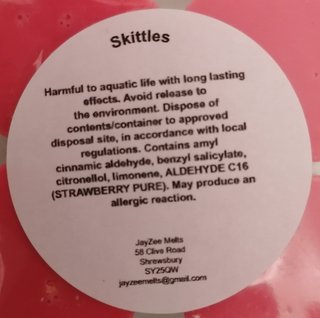 Skittles
Harmful to aquatic life with long lasting
effects. Avoid release to
the environment. Dispose of
contents/container to approved
disposal site, in accordance with local
regulations. Contains amyl
cinnamic aldehyde, benzyl salicylate,
citronellol, limonene, ALDEHYDE C16
(STRAWBERRY PURE). May produce an
allergic reaction.
JayZee Melts
58 Clive Road
Shrewsbury
SY25QW
jayzeemelts@gmail.com